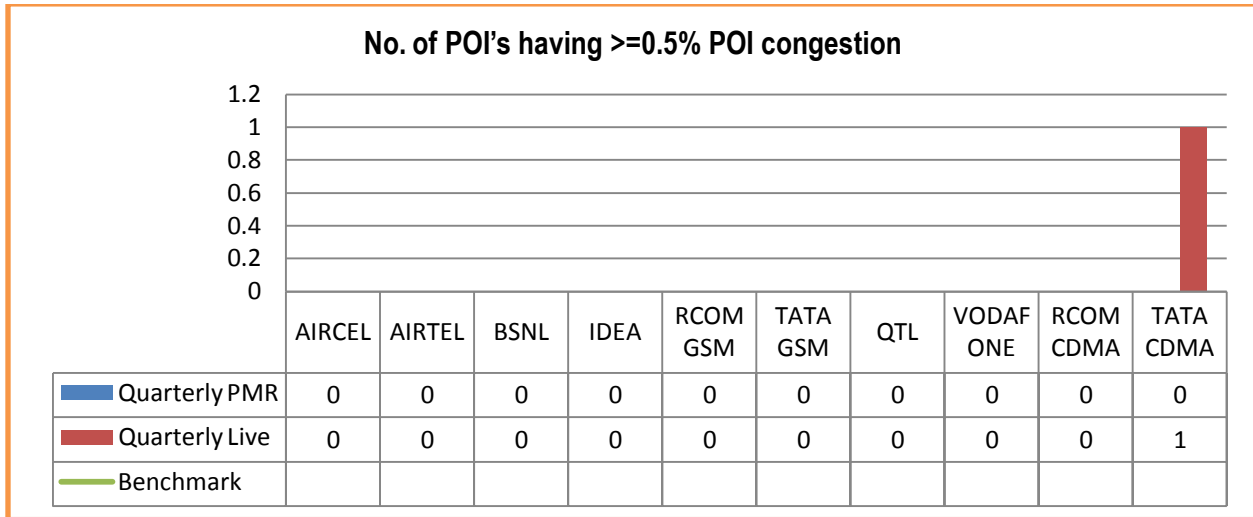 No. of POI's having >=0.5% POI congestion
1.2
1
0.8
0.6
0.4
0.2
0
AIRCEL AIRTEL BSNL IDEA RCOM GSM TATA GSM QTL VODAF ONE RCOM CDMA TATA CDMA
Quarterly PMR 0 0 0 0 0 0 0 0 0 0
Quarterly Live 0 0 0 0 0 0 0 0 0 1
Benchmark